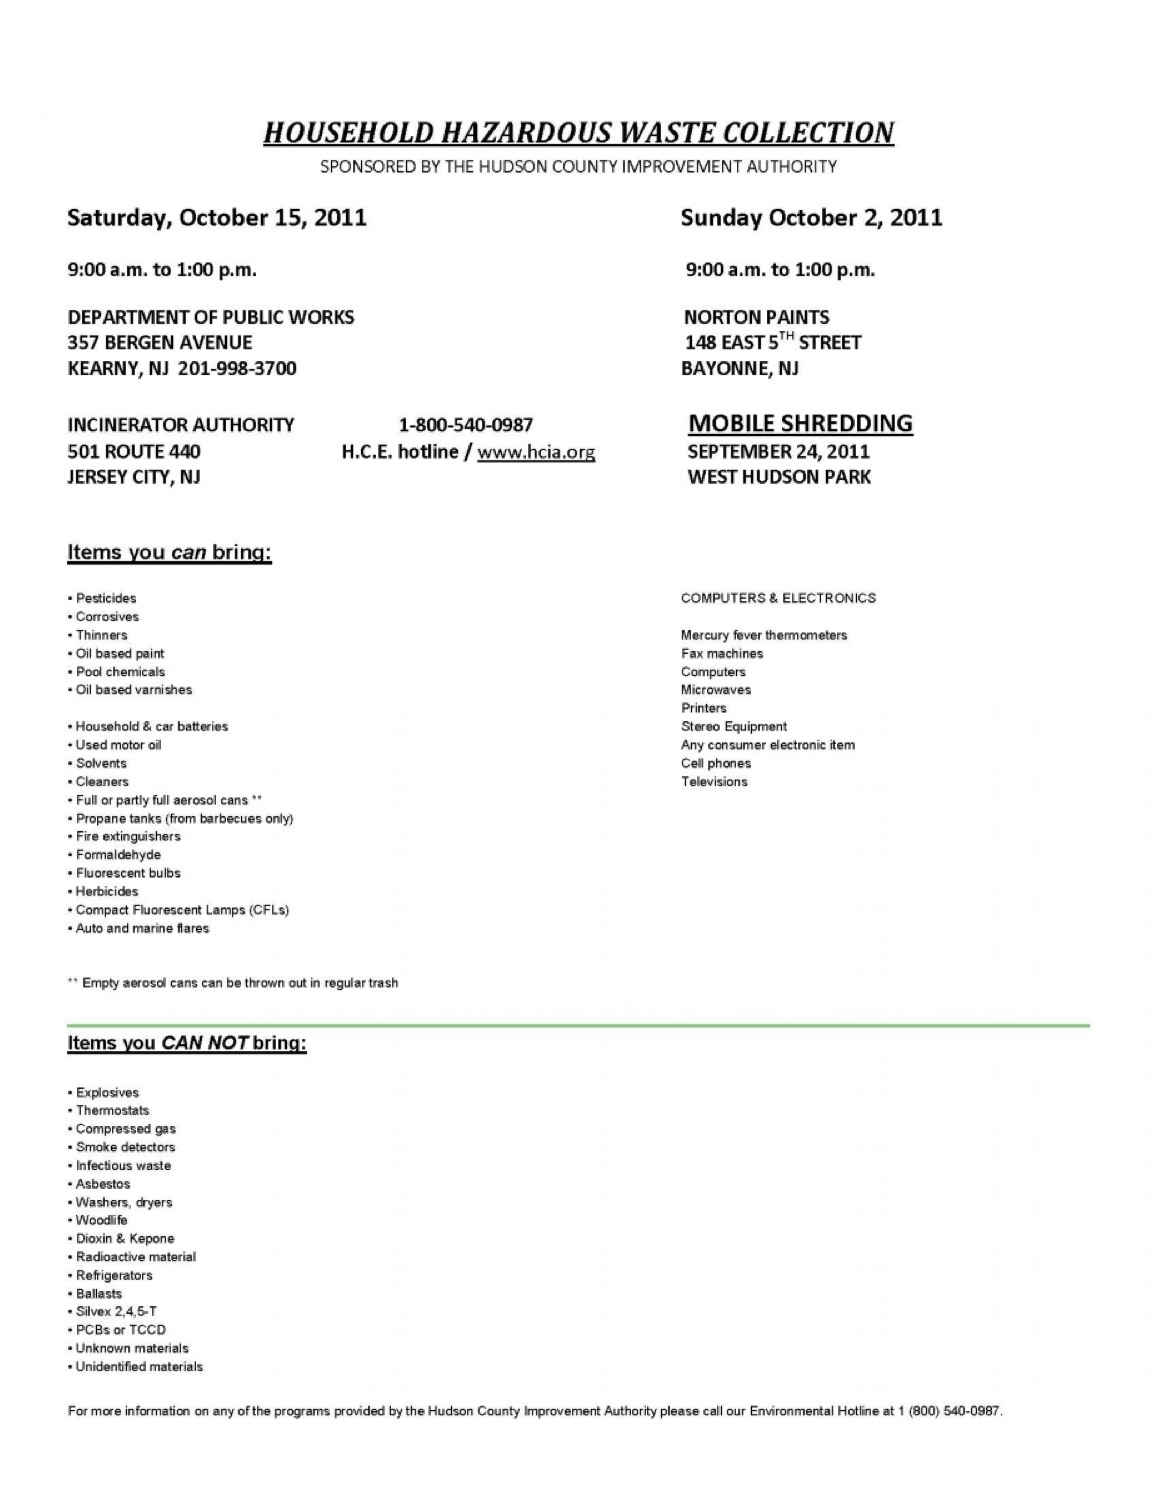 HOUSEHOLD HAZARDOUS WASTE COLLECTION
SPONSORED BY THE HUDSON COUNTY IMPROVEMENT AUTHORITY
Saturday, October 15, 2011
9:00 a.m. to 1:00 p.m.
DEPARTMENT OF PUBLIC WORKS
357 BERGEN AVENUE
KEARNY, NJ 201-998-3700
Sunday October 2, 2011
9:00 a.m. to 1:00 p.m.
NORTON PAINTS
148 EAST 5TH STREET
BAYONNE, NJ
INCINERATOR AUTHORITY
501 ROUTE 440
JERSEY CITY, NJ
1-800-540-0987
H.C.E. hotline / www.hcia.org
MOBILE SHREDDING
SEPTEMBER 24, 2011
WEST HUDSON PARK
Items you can bring:
• Pesticides
• Corrosives
• Thinners
• Oil based paint
• Pool chemicals
• Oil based varnishes
• Household & car batteries
• Used motor oil
• Solvents
• Cleaners
• Full or partly full aerosol cans **
• Propane tanks (from barbecues only)
• Fire extinguishers
• Formaldehyde
• Fluorescent bulbs
• Herbicides
• Compact Fluorescent Lamps (CFLs)
• Auto and marine flares
COMPUTERS & ELECTRONICS
Mercury fever thermometers
Fax machines
Computers
Microwaves
Printers
Stereo Equipment
Any consumer electronic item
Cell phones
Televisions
** Empty aerosol cans can be thrown out in regular trash
Items you CAN NOT bring:
• Explosives
• Thermostats
• Compressed gas
• Smoke detectors
• Infectious waste
• Asbestos
• Washers, dryers
• Woodlife
• Dioxin & Kepone
• Radioactive material
• Refrigerators
• Ballasts
• Silvex 2,4,5-T
• PCBs or TCCD
• Unknown materials
• Unidentified materials
For more information on any of the programs provided by the Hudson County Improvement Authority please call our Environmental Hotline at 1 (800) 540-0987.